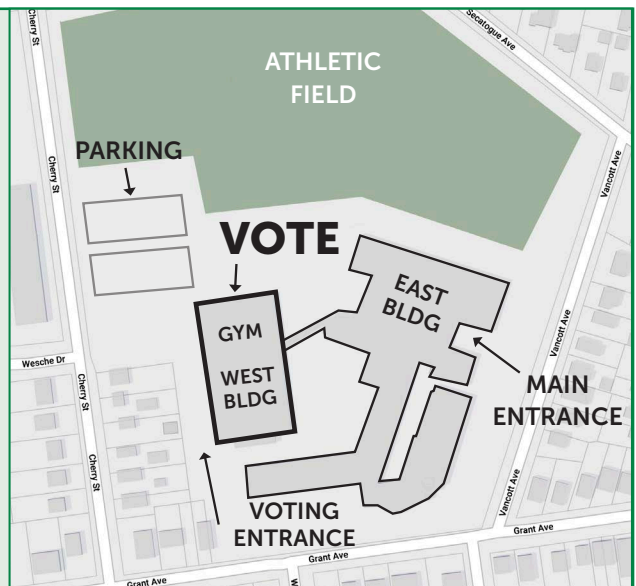 Cherry St
Secatogue Ave
ATHLETIC
FIELD
PARKING
Cherry St
Vancott Ave
VOTE
EAST
BLDG
GYM
WEST
BLDG
Vancott Ave
Wesche Dr
MAIN
ENTRANCE
Cherry St
Cherry St
Vancott Ave
VOTING
ENTRANCE
Grant Ave
Grant Ave
Grant Ave